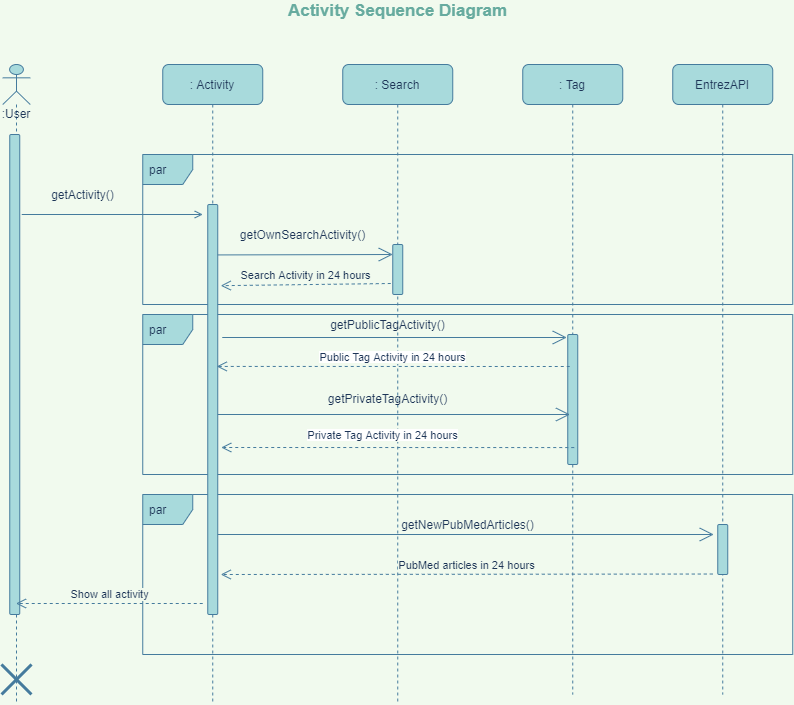 Activity Sequence Diagram
: Activity
: Search
: Tag
EntrezAPI
:User
par
getActivity()
getOwnSearchActivity()
Search Activity in 24 hours
par
getPublicTagActivity()
Public Tag Activity in 24 hours
getPrivateTagActivity()
Private Tag Activity in 24 hours
par
getNewPubMedArticles()
PubMed articles in 24 hours
Show all activity